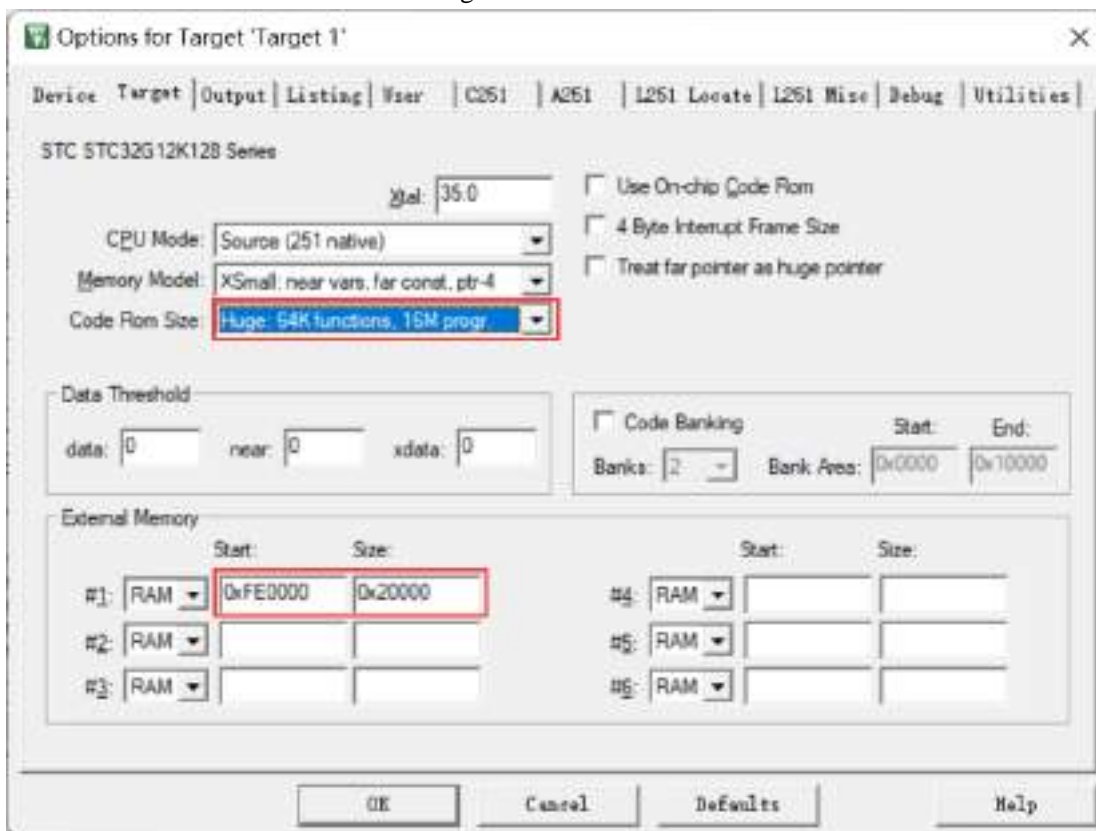 Options for Target 'Target 1'
Device Target Output Listing User C251 A251 L251 Locate L251 Misc Debug Utilities
STC STC32G12K128 Series
Xtal: 35.0
Use On-chip Code Rom
CPU Mode: Source (251 native)
4 Byte Interrupt Frame Size
Memory Model: XSmall: near vars, far const, ptr-4
Treat far pointer as huge pointer
Code Rom Size: Huge: 64K functions, 16M progr.
Data Threshold
data: 0 near: 0 xdata: 0
Code Banking Start: End:
Banks: 2 Bank Area: 0x0000 0x10000
External Memory
Start: Size: Start: Size:
#1: RAM 0xFE0000 0x20000 #4: RAM
#2: RAM #5: RAM
#3: RAM #6: RAM
OK Cancel Defaults Help